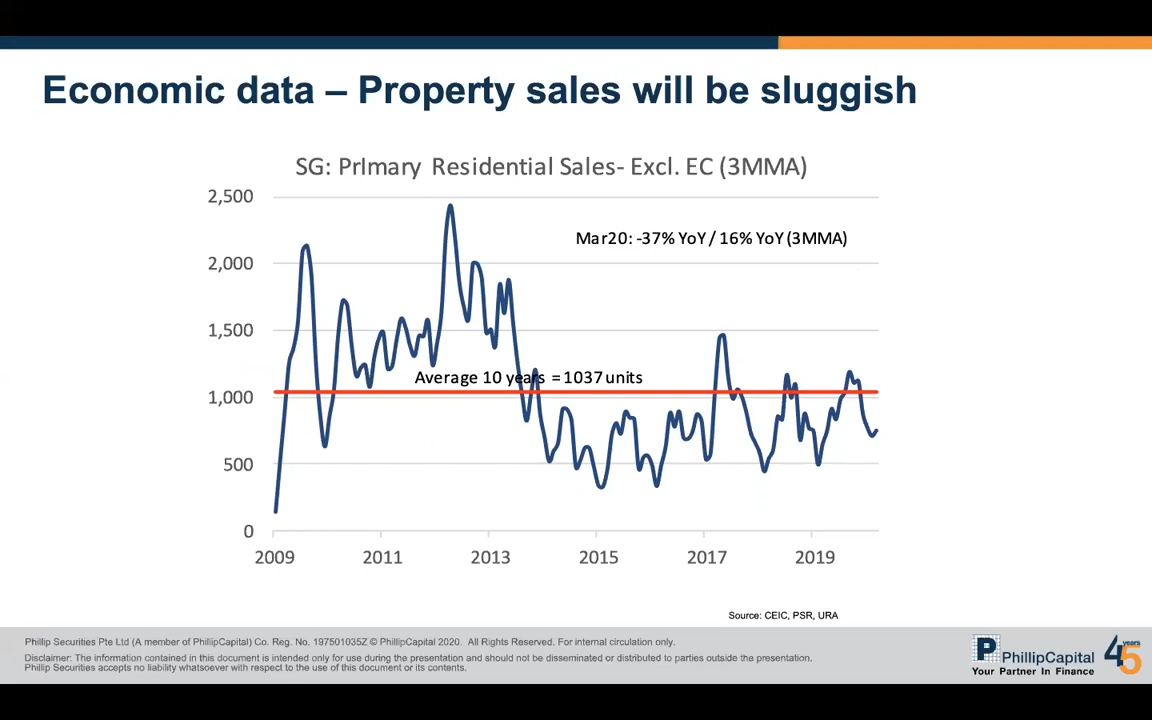 Economic data – Property sales will be sluggish
SG: PrImary Residential Sales- Excl. EC (3MMA)
2,500
2,000
1,500
1,000
500
0
Mar20: -37% YoY / 16% YoY (3MMA)
Average 10 years = 1037 units
2009 2011 2013 2015 2017 2019
Source: CEIC, PSR, URA
Phillip Securities Pte Ltd (A member of PhillipCapital) Co. Reg. No. 197501035Z © PhillipCapital 2020. All Rights Reserved. For internal circulation only.
Disclaimer: The information contained in this document is intended only for use during the presentation and should not be disseminated or distributed to parties outside the presentation.
Phillip Securities accepts no liability whatsoever with respect to the use of this document or its contents.
P PhillipCapital
Your Partner In Finance
45 years